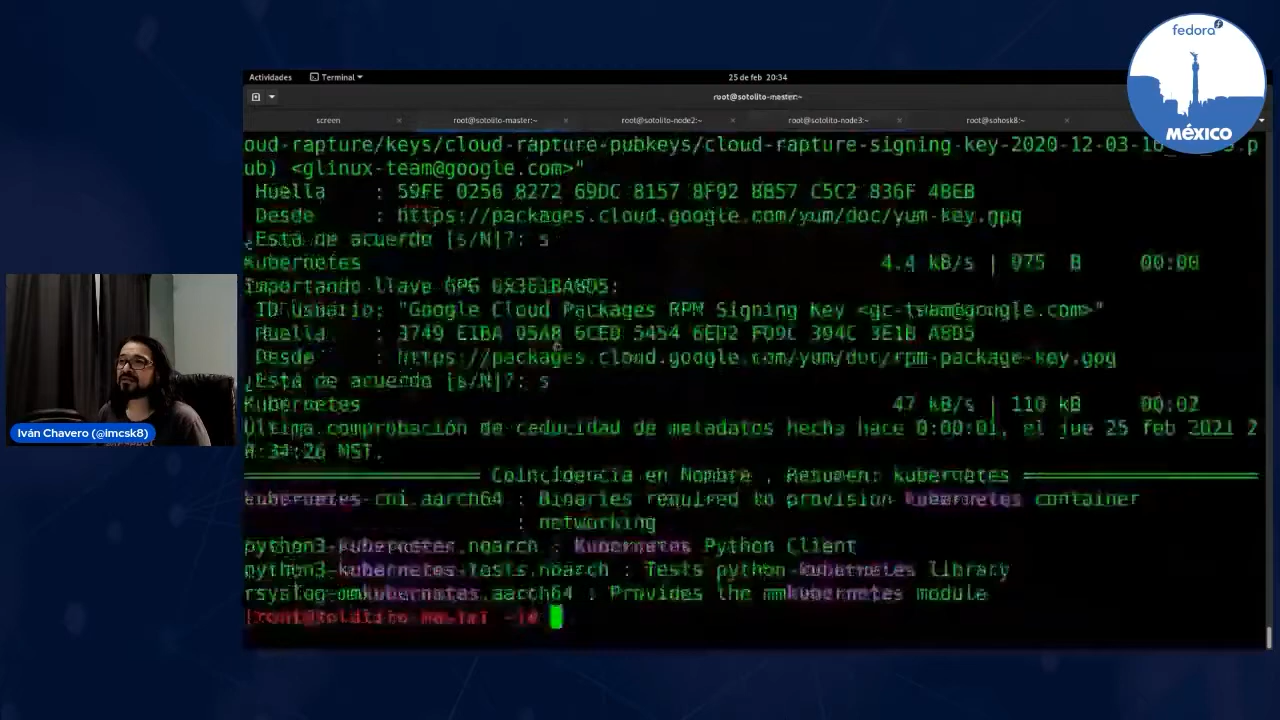 fedora
MÉXICO
Actividades
Terminal
25 de feb 20:34
root@sotolito-master:~
screen
root@sotolito-master:~
root@sotolito-node2:~
root@sotolito-node3:~
root@sohosk8:~
oud-rapture/keys/cloud-rapture-pubkeys/cloud-rapture-signing-key-2020-12-03-16 p
ub) <glinux-team@google.com>"
Huella : 59FE 0256 8272 69DC 8157 8F92 8B57 C5C2 836F 4BEB
Desde : https://packages.cloud.google.com/yum/doc/yum-key.gpg
¿Está de acuerdo [s/N]?: s
Kubernetes 4.4 kB/s | 975 B 00:00
Importando llave GPG
ID usuario: "Google Cloud Packages RPM Signing Key <gc-team@google.com>"
Huella : 3749 E1BA 95A8 6CED 5454 6ED2 F09C 394C 3E1B A8D5
Desde : https://packages.cloud.google.com/yum/doc/rpm-package-key.gpg
¿Está de acuerdo [s/N]?: s
Kubernetes 47 kB/s | 110 kB 00:02
Última comprobación de caducidad de metadatos hecha hace 0:00:01, el jue 25 feb 2021 2
0:34:26 MST.
Coincidencia en Nombre , Resumen: kubernetes
kubernetes-cni.aarch64 : Binaries required to provision kubernetes container
: networking
python3-kubernetes.noarch : Kubernetes Python Client
python3-kubernetes-tests.noarch : Tests python-kubernetes library
rsyslog-mmkubernetes.aarch64 : Provides the mmkubernetes module
[root@sotolito-master ~]#
Iván Chavero (@imcsk8)